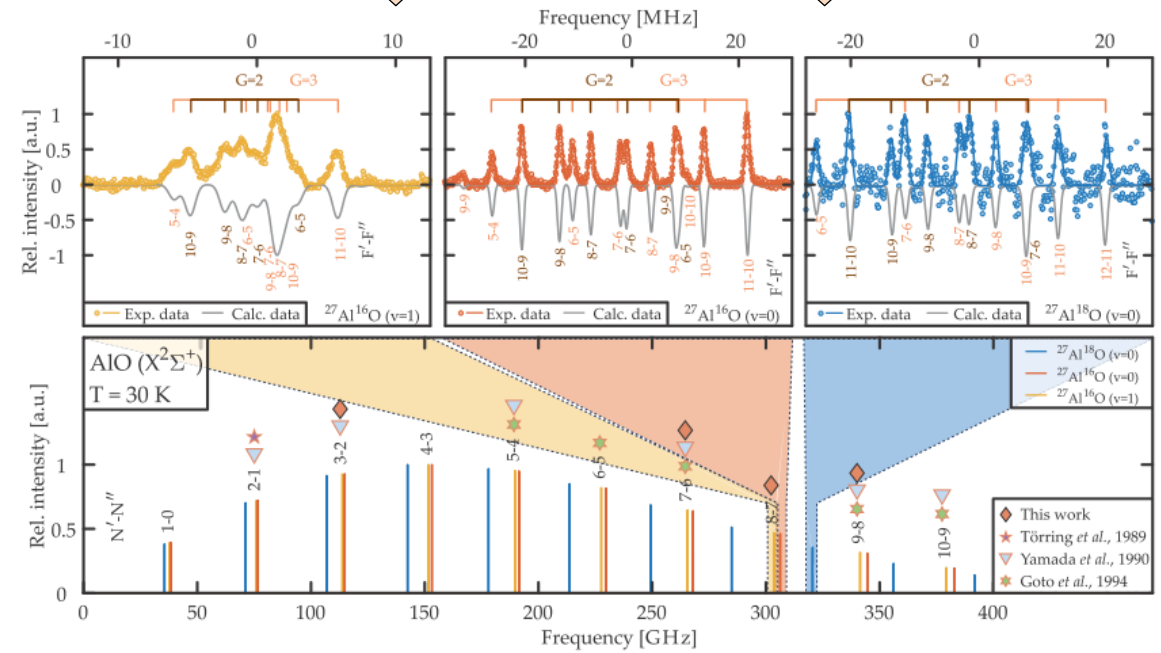 Frequency [MHz]
-10 0 10 -20 0 20 -20 0 20
G=2 G=3 G=2 G=3 G=2 G=3
Rel. intensity [a.u.]
1
0.5
0
-0.5
-1
5-4 10-9 9-8 8-7 6-5 7-6 9-8 7-6 8-7 10-9 6-5 11-10 F′-F″
9-9 5-4 10-9 9-8 6-5 8-7 7-6 7-6 8-7 9-9 9-8 6-5 10-10 10-9 11-10 F′-F″
6-5 11-10 10-9 7-6 9-8 8-7 8-7 9-8 10-9 7-6 11-10 12-11 F′-F″
Exp. data Calc. data ²⁷Al¹⁶O (v=1)
Exp. data Calc. data ²⁷Al¹⁶O (v=0)
Exp. data Calc. data ²⁷Al¹⁸O (v=0)
AlO (X²Σ⁺)
T = 30 K
²⁷Al¹⁸O (v=0)
²⁷Al¹⁶O (v=0)
²⁷Al¹⁶O (v=1)
Rel. intensity [a.u.]
1
0.5
0
N′-N″
1-0 2-1 3-2 4-3 5-4 6-5 7-6 8-7 9-8 10-9
This work
Törring et al., 1989
Yamada et al., 1990
Goto et al., 1994
0 50 100 150 200 250 300 350 400
Frequency [GHz]